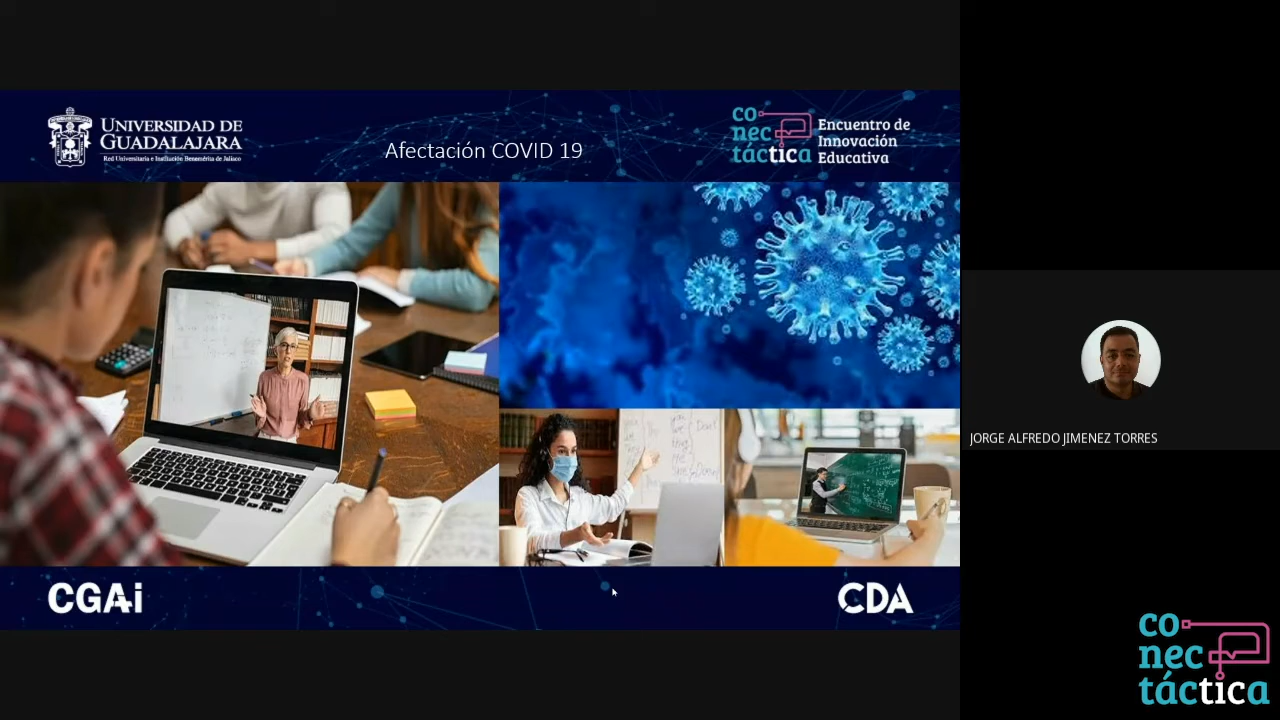 UNIVERSIDAD DE
GUADALAJARA
Red Universitaria e Institución Benemérita de Jalisco
Afectación COVID 19
co
nec
táctica
Encuentro de
Innovación
Educativa
JORGE ALFREDO JIMENEZ TORRES
CGAi
CDA
co
nec
táctica